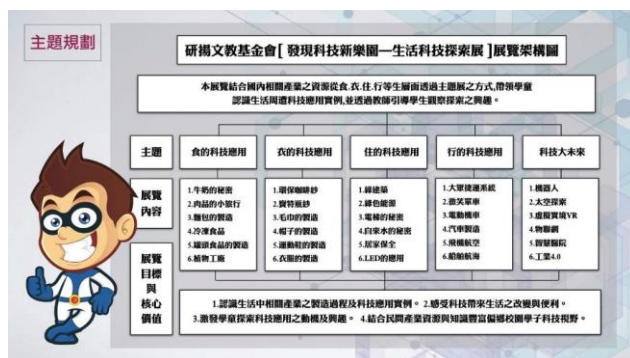 主題規劃
研揚文教基金會[ 發現科技新樂園—生活科技探索展 ]展覽架構圖
本展覽結合國內相關產業之資源從食.衣.住.行等生層面透過主題展之方式,帶領學童
認識生活周遭科技應用實例,並透過教師引導學生觀察探索之興趣。
主題
食的科技應用
衣的科技應用
住的科技應用
行的科技應用
科技大未來
展覽
內容
1.牛奶的秘密
2.肉品的小旅行
3.麵包的製造
4.冷凍食品
5.罐頭食品的製造
6.植物工廠
1.環保咖啡紗
2.寶特瓶紗
3.毛巾的製造
4.帽子的製造
5.運動鞋的製造
6.衣服的製造
1.綠建築
2.綠色能源
3.電梯的秘密
4.自來水的秘密
5.居家保全
6.LED的應用
1.大眾捷運系統
2.微笑單車
3.電動機車
4.汽車製造
5.飛機航空
6.船舶航海
1.機器人
2.太空探索
3.虛擬實境VR
4.物聯網
5.智慧醫院
6.工業4.0
展覽
目標
與
核心
價值
1.認識生活中相關產業之製造過程及科技應用實例。 2.感受科技帶來生活之改變與便利。
3.激發學童探索科技應用之動機及興趣。 4.結合民間產業資源與知識豐富偏鄉校園學子科技視野。